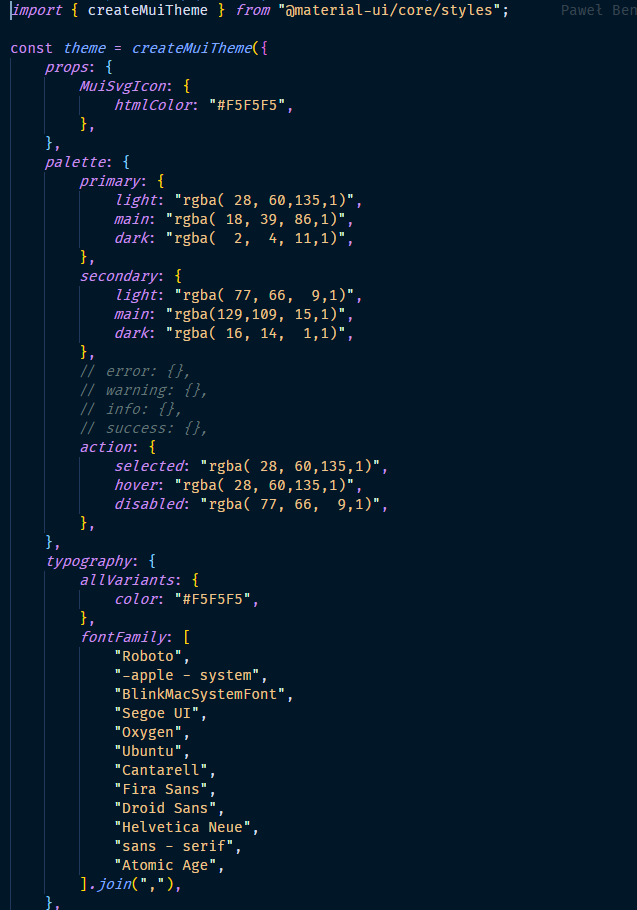 import { createMuiTheme } from "@material-ui/core/styles"; Paweł Ben
const theme = createMuiTheme({
    props: {
        MuiSvgIcon: {
            htmlColor: "#F5F5F5",
        },
    },
    palette: {
        primary: {
            light: "rgba( 28, 60,135,1)",
            main: "rgba( 18, 39, 86,1)",
            dark: "rgba(  2,  4, 11,1)",
        },
        secondary: {
            light: "rgba( 77, 66,  9,1)",
            main: "rgba(129,109, 15,1)",
            dark: "rgba( 16, 14,  1,1)",
        },
        // error: {},
        // warning: {},
        // info: {},
        // success: {},
        action: {
            selected: "rgba( 28, 60,135,1)",
            hover: "rgba( 28, 60,135,1)",
            disabled: "rgba( 77, 66,  9,1)",
        },
    },
    typography: {
        allVariants: {
            color: "#F5F5F5",
        },
        fontFamily: [
            "Roboto",
            "-apple - system",
            "BlinkMacSystemFont",
            "Segoe UI",
            "Oxygen",
            "Ubuntu",
            "Cantarell",
            "Fira Sans",
            "Droid Sans",
            "Helvetica Neue",
            "sans - serif",
            "Atomic Age",
        ].join(","),
    },